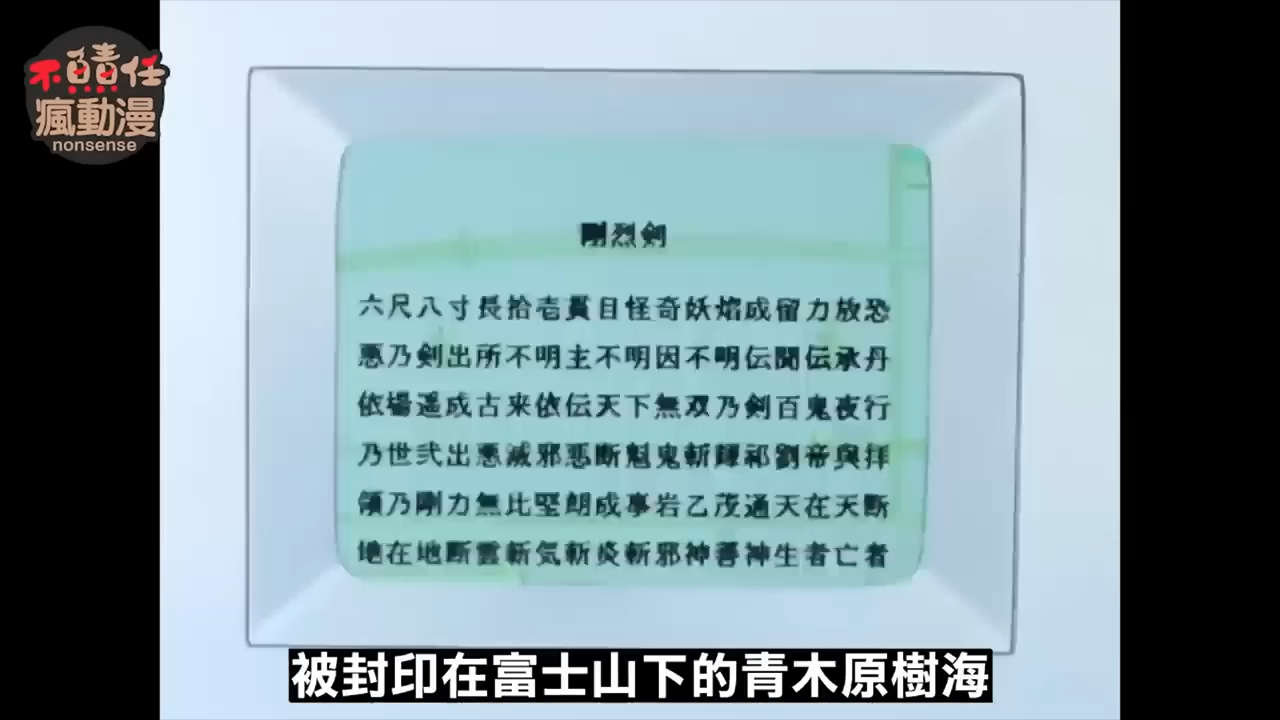 不責任
瘋動漫
nonsense
剛烈剣
六尺八寸長拾壱貫目怪奇妖焰成留力放恐
悪乃剣出所不明主不明因不明伝聞伝承丹
依場遥成古来依伝天下無双乃剣百鬼夜行
乃世弐出悪滅邪悪断魁鬼斬輝祁劉帝與拝
領乃剛力無比堅朗成事岩乙茂通天在天断
地在地断雲斬気斬炎斬邪神善神生者亡者
被封印在富士山下的青木原樹海